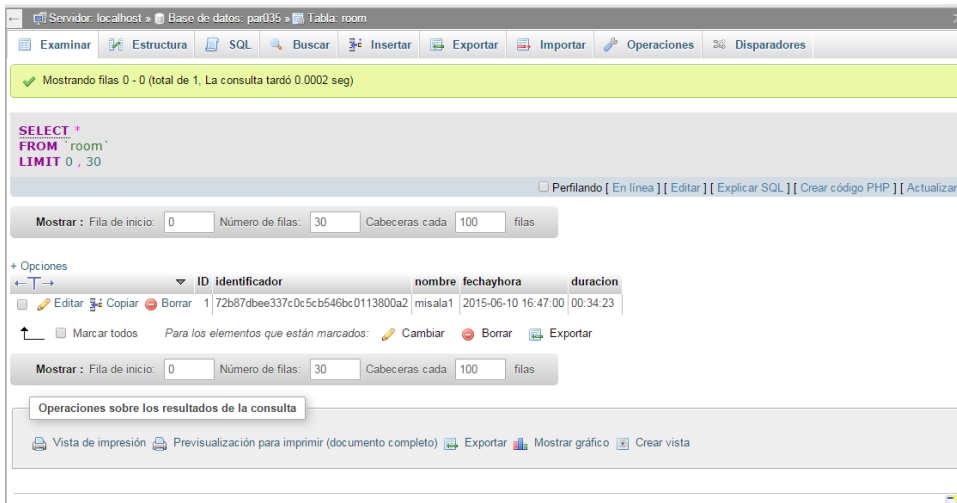 Servidor: localhost » Base de datos: par035 » Tabla: room
Examinar Estructura SQL Buscar Insertar Exportar Importar Operaciones Disparadores
Mostrando filas 0 - 0 (total de 1, La consulta tardó 0.0002 seg)
SELECT *
FROM `room`
LIMIT 0 , 30
Perfilando [ En línea ] [ Editar ] [ Explicar SQL ] [ Crear código PHP ] [ Actualizar
Mostrar : Fila de inicio: 0 Número de filas: 30 Cabeceras cada 100 filas
+ Opciones
←T→ ID identificador nombre fechayhora duracion
Editar Copiar Borrar 1 72b87dbee337c0c5cb546bc0113800a2 misala1 2015-06-10 16:47:00 00:34:23
Marcar todos Para los elementos que están marcados: Cambiar Borrar Exportar
Mostrar : Fila de inicio: 0 Número de filas: 30 Cabeceras cada 100 filas
Operaciones sobre los resultados de la consulta
Vista de impresión Previsualización para imprimir (documento completo) Exportar Mostrar gráfico Crear vista